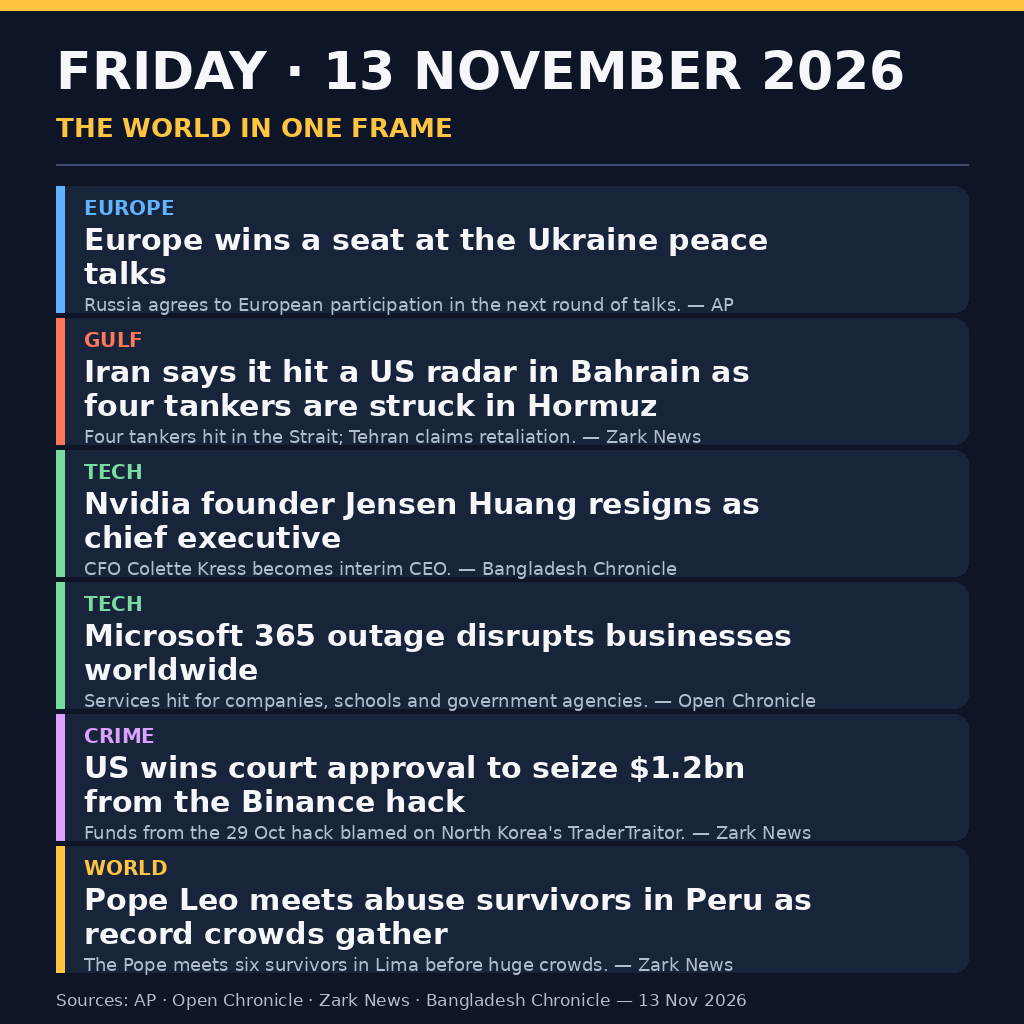 FRIDAY · 13 NOVEMBER 2026
THE WORLD IN ONE FRAME
EUROPE
Europe wins a seat at the Ukraine peace
talks
Russia agrees to European participation in the next round of talks. — AP
GULF
Iran says it hit a US radar in Bahrain as
four tankers are struck in Hormuz
Four tankers hit in the Strait; Tehran claims retaliation. — Zark News
TECH
Nvidia founder Jensen Huang resigns as
chief executive
CFO Colette Kress becomes interim CEO. — Bangladesh Chronicle
TECH
Microsoft 365 outage disrupts businesses
worldwide
Services hit for companies, schools and government agencies. — Open Chronicle
CRIME
US wins court approval to seize $1.2bn
from the Binance hack
Funds from the 29 Oct hack blamed on North Korea's TraderTraitor. — Zark News
WORLD
Pope Leo meets abuse survivors in Peru as
record crowds gather
The Pope meets six survivors in Lima before huge crowds. — Zark News
Sources: AP · Open Chronicle · Zark News · Bangladesh Chronicle — 13 Nov 2026